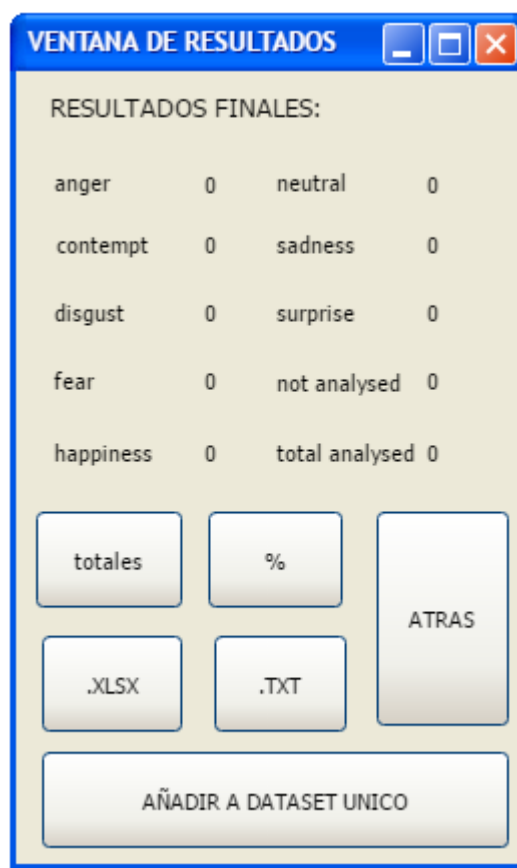 VENTANA DE RESULTADOS
RESULTADOS FINALES:
anger 0 neutral 0
contempt 0 sadness 0
disgust 0 surprise 0
fear 0 not analysed 0
happiness 0 total analysed 0
totales %
ATRAS
.XLSX .TXT
AÑADIR A DATASET UNICO